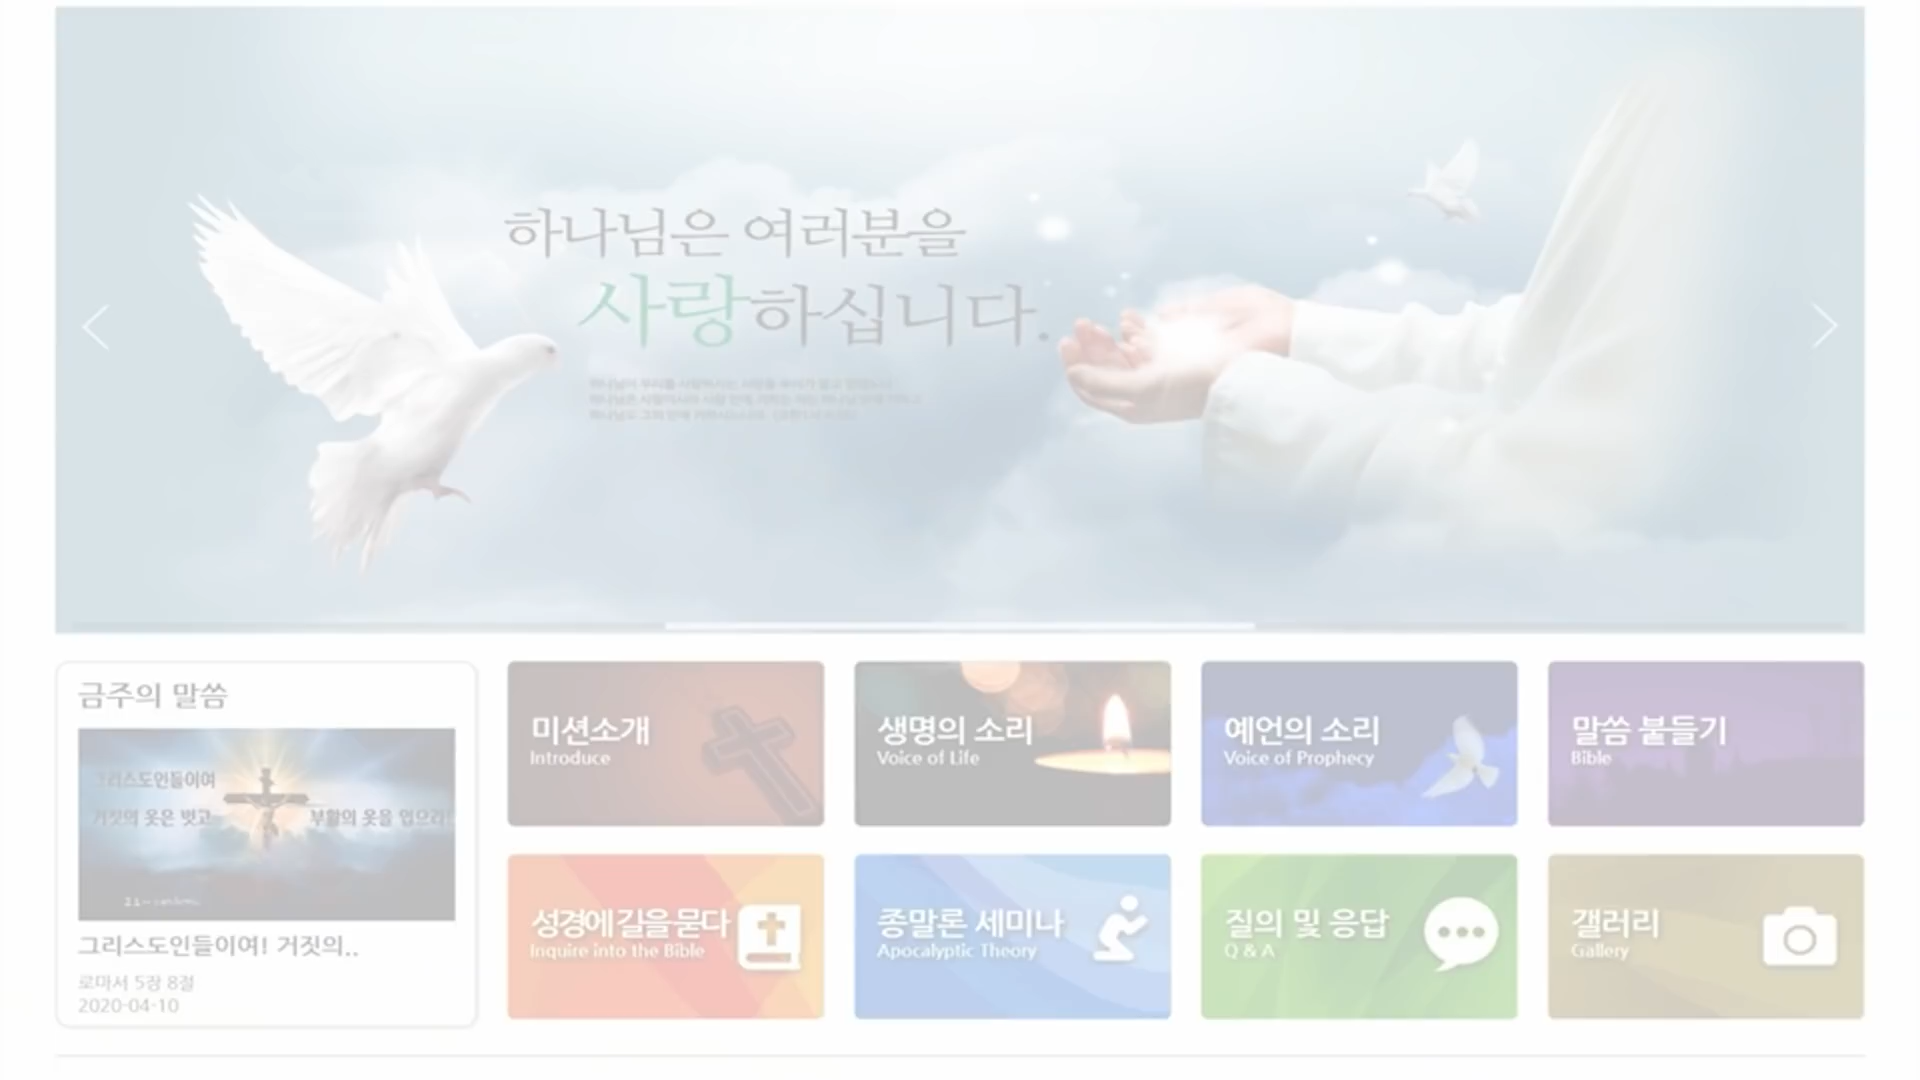 하나님은 여러분을
사랑하십니다.
금주의 말씀
그리스도인들이여
거짓의 옷은 벗고
부활의 옷을 입으라!
그리스도인들이여! 거짓의..
로마서 5장 8절
2020-04-10
미션소개
Introduce
생명의 소리
Voice of Life
예언의 소리
Voice of Prophecy
말씀 붙들기
Bible
성경에 길을 묻다
Inquire into the Bible
종말론 세미나
Apocalyptic Theory
질의 및 응답
Q & A
갤러리
Gallery